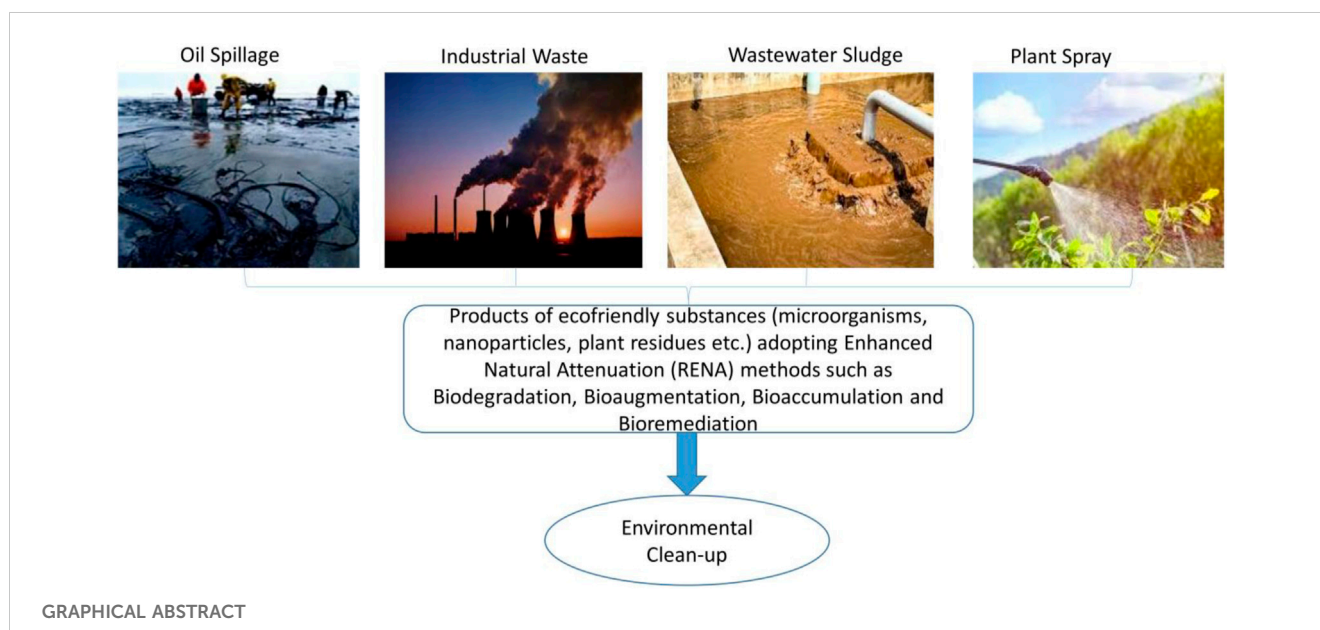 Oil Spillage
Industrial Waste
Wastewater Sludge
Plant Spray
Products of ecofriendly substances (microorganisms,
nanoparticles, plant residues etc.) adopting Enhanced
Natural Attenuation (RENA) methods such as
Biodegradation, Bioaugmentation, Bioaccumulation and
Bioremediation
Environmental
Clean-up
GRAPHICAL ABSTRACT